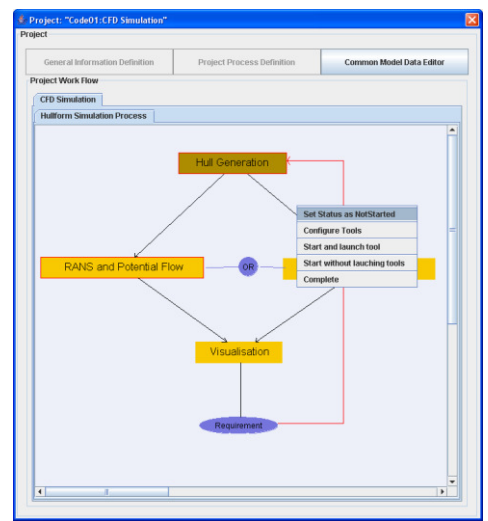 Project: "Code01:CFD Simulation"
Project
General Information Definition
Project Process Definition
Common Model Data Editor
Project Work Flow
CFD Simulation
Hullform Simulation Process
Hull Generation
Set Status as NotStarted
Configure Tools
Start and launch tool
Start without lauching tools
Complete
RANS and Potential Flow
OR
Visualisation
Requirement